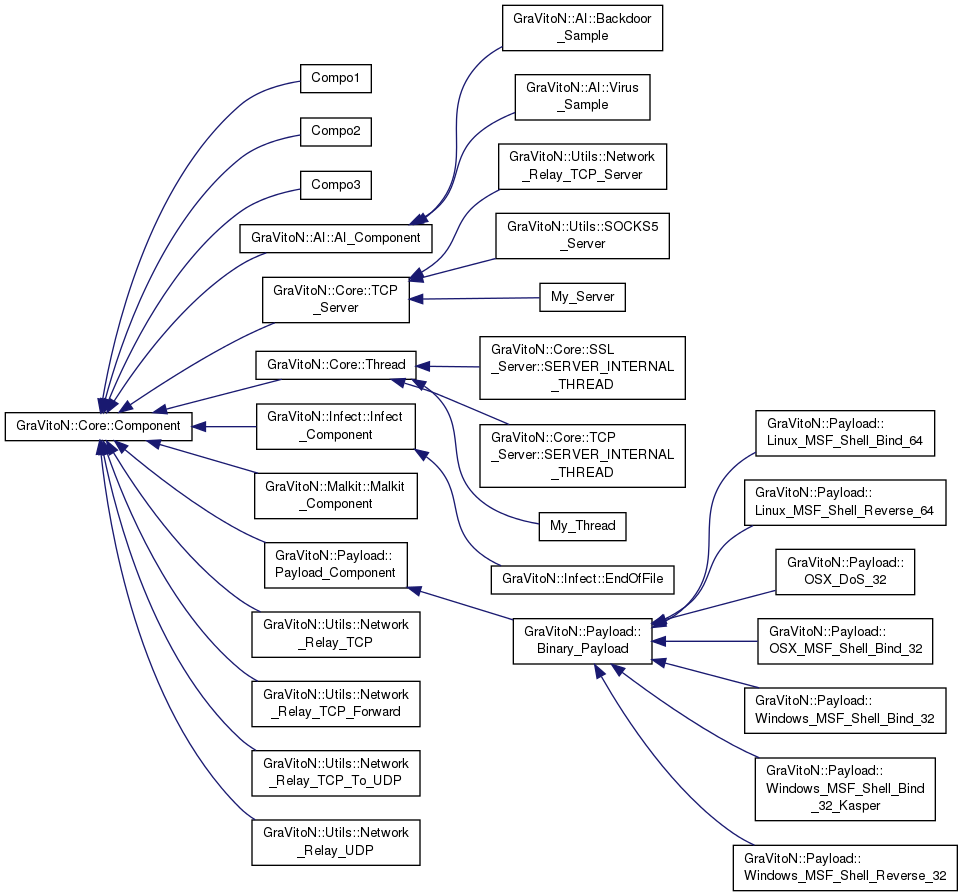 GraVitoN::Core::Component
Compo1
Compo2
Compo3
GraVitoN::AI::AI_Component
GraVitoN::Core::TCP
_Server
GraVitoN::Core::Thread
GraVitoN::Infect::Infect
_Component
GraVitoN::Malkit::Malkit
_Component
GraVitoN::Payload::
Payload_Component
GraVitoN::Utils::Network
_Relay_TCP
GraVitoN::Utils::Network
_Relay_TCP_Forward
GraVitoN::Utils::Network
_Relay_TCP_To_UDP
GraVitoN::Utils::Network
_Relay_UDP
GraVitoN::AI::Backdoor
_Sample
GraVitoN::AI::Virus
_Sample
GraVitoN::Utils::Network
_Relay_TCP_Server
GraVitoN::Utils::SOCKS5
_Server
My_Server
GraVitoN::Core::SSL
_Server::SERVER_INTERNAL
_THREAD
GraVitoN::Core::TCP
_Server::SERVER_INTERNAL
_THREAD
My_Thread
GraVitoN::Infect::EndOfFile
GraVitoN::Payload::
Binary_Payload
GraVitoN::Payload::
Linux_MSF_Shell_Bind_64
GraVitoN::Payload::
Linux_MSF_Shell_Reverse_64
GraVitoN::Payload::
OSX_DoS_32
GraVitoN::Payload::
OSX_MSF_Shell_Bind_32
GraVitoN::Payload::
Windows_MSF_Shell_Bind_32
GraVitoN::Payload::
Windows_MSF_Shell_Bind
_32_Kasper
GraVitoN::Payload::
Windows_MSF_Shell_Reverse_32